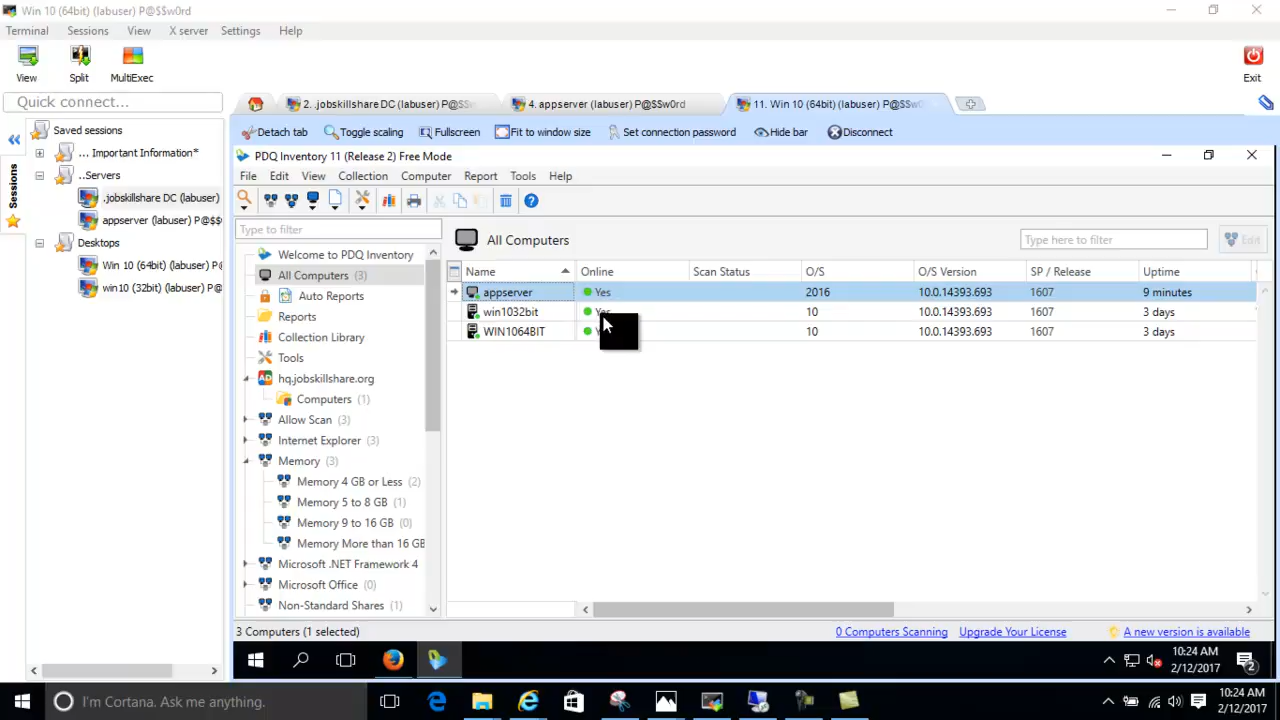 Win 10 (64bit) (labuser) P@$$w0rd
Terminal Sessions View X server Settings Help
View Split MultiExec Exit
Quick connect...
2. .jobskillshare DC (labuser) P@$$
4. appserver (labuser) P@$$w0rd
11. Win 10 (64bit) (labuser) P@$$w0
Detach tab Toggle scaling Fullscreen Fit to window size Set connection password Hide bar Disconnect
Sessions
Saved sessions
... Important Information*
..Servers
.jobskillshare DC (labuser)
appserver (labuser) P@$$
Desktops
Win 10 (64bit) (labuser) P@
win10 (32bit) (labuser) P@
PDQ Inventory 11 (Release 2) Free Mode
File Edit View Collection Computer Report Tools Help
Type to filter
All Computers
Type here to filter
Edit
Welcome to PDQ Inventory
All Computers (3)
Auto Reports
Reports
Collection Library
Tools
AD hq.jobskillshare.org
Computers (1)
Allow Scan (3)
Internet Explorer (3)
Memory (3)
Memory 4 GB or Less (2)
Memory 5 to 8 GB (1)
Memory 9 to 16 GB (0)
Memory More than 16 GB
Microsoft .NET Framework 4
Microsoft Office (0)
Non-Standard Shares (1)
Name Online Scan Status O/S O/S Version SP / Release Uptime
appserver Yes 2016 10.0.14393.693 1607 9 minutes
win1032bit Yes 10 10.0.14393.693 1607 3 days
WIN1064BIT 10 10.0.14393.693 1607 3 days
3 Computers (1 selected)
0 Computers Scanning Upgrade Your License A new version is available
10:24 AM
2/12/2017
2
I'm Cortana. Ask me anything.
10:24 AM
2/12/2017